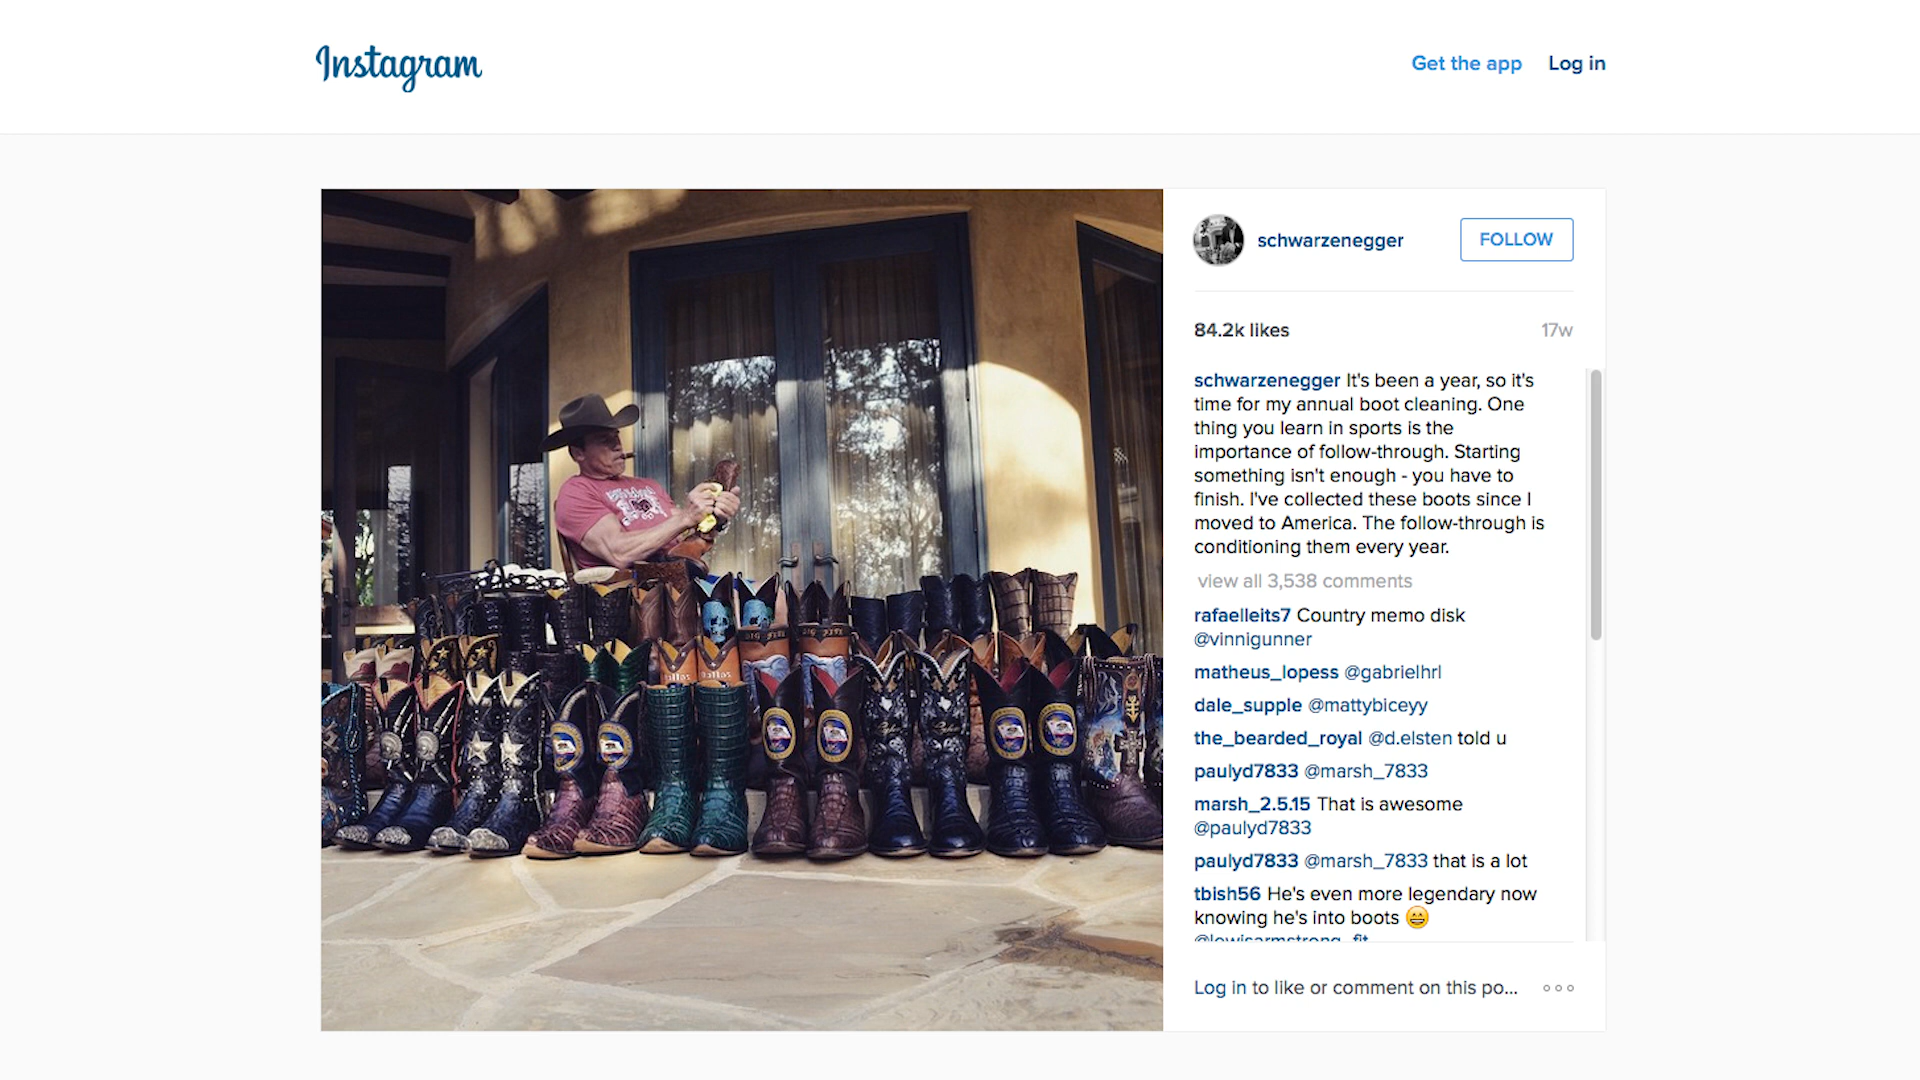 Instagram
Get the app
Log in
schwarzenegger
FOLLOW
84.2k likes
17w
schwarzenegger It's been a year, so it's
time for my annual boot cleaning. One
thing you learn in sports is the
importance of follow-through. Starting
something isn't enough - you have to
finish. I've collected these boots since I
moved to America. The follow-through is
conditioning them every year.
view all 3,538 comments
rafaelleits7 Country memo disk
@vinnigunner
matheus_lopess @gabrielhrl
dale_supple @mattybiceyy
the_bearded_royal @d.elsten told u
paulyd7833 @marsh_7833
marsh_2.5.15 That is awesome
@paulyd7833
paulyd7833 @marsh_7833 that is a lot
tbish56 He's even more legendary now
knowing he's into boots 😁
@lewisarmstrong_fit
Log in to like or comment on this po...